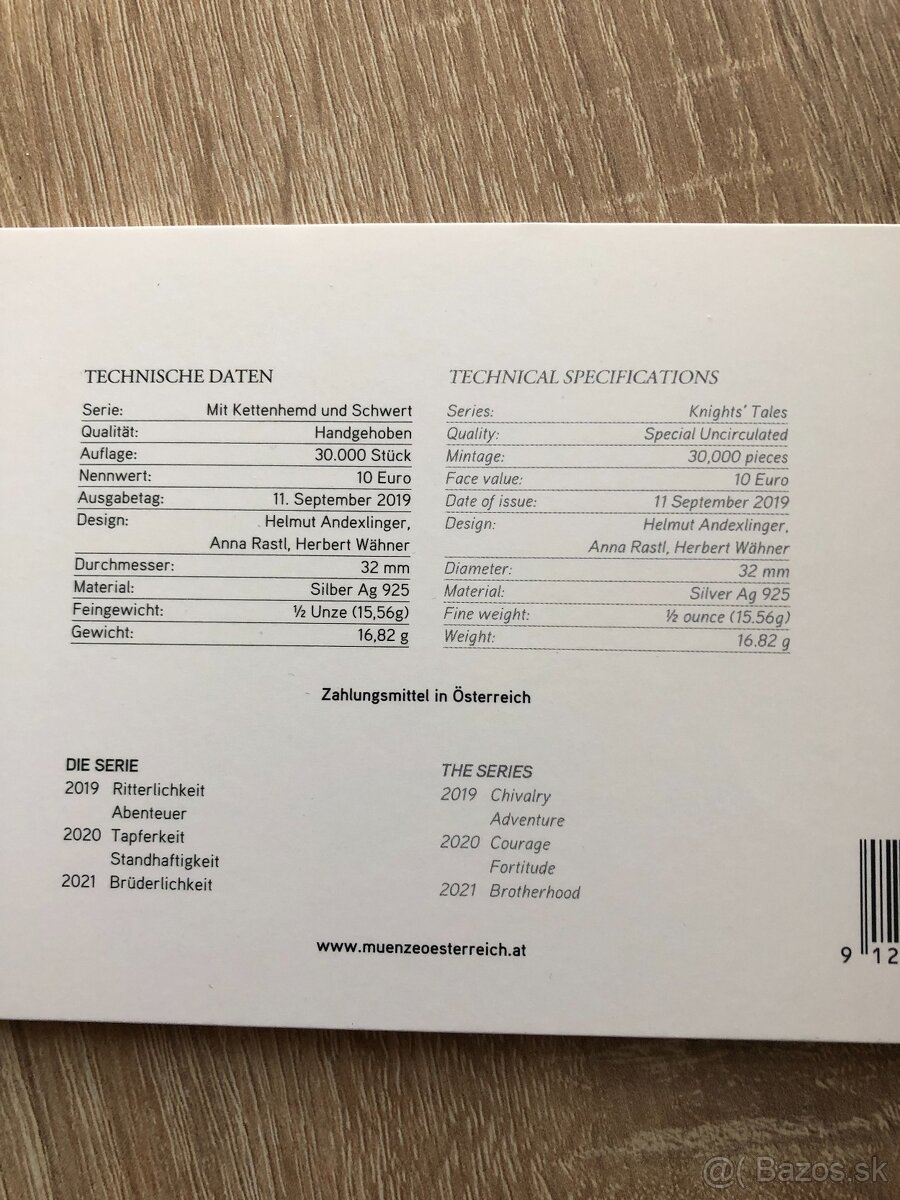 TECHNISCHE DATEN
Serie: Mit Kettenhemd und Schwert
Qualität: Handgehoben
Auflage: 30.000 Stück
Nennwert: 10 Euro
Ausgabetag: 11. September 2019
Design: Helmut Andexlinger,
Anna Rastl, Herbert Wähner
Durchmesser: 32 mm
Material: Silber Ag 925
Feingewicht: ½ Unze (15,56g)
Gewicht: 16,82 g
TECHNICAL SPECIFICATIONS
Series: Knights' Tales
Quality: Special Uncirculated
Mintage: 30,000 pieces
Face value: 10 Euro
Date of issue: 11 September 2019
Design: Helmut Andexlinger,
Anna Rastl, Herbert Wähner
Diameter: 32 mm
Material: Silver Ag 925
Fine weight: ½ ounce (15.56g)
Weight: 16.82 g
Zahlungsmittel in Österreich
DIE SERIE
2019 Ritterlichkeit
Abenteuer
2020 Tapferkeit
Standhaftigkeit
2021 Brüderlichkeit
THE SERIES
2019 Chivalry
Adventure
2020 Courage
Fortitude
2021 Brotherhood
www.muenzeoesterreich.at
9 12
@( Bazos.sk